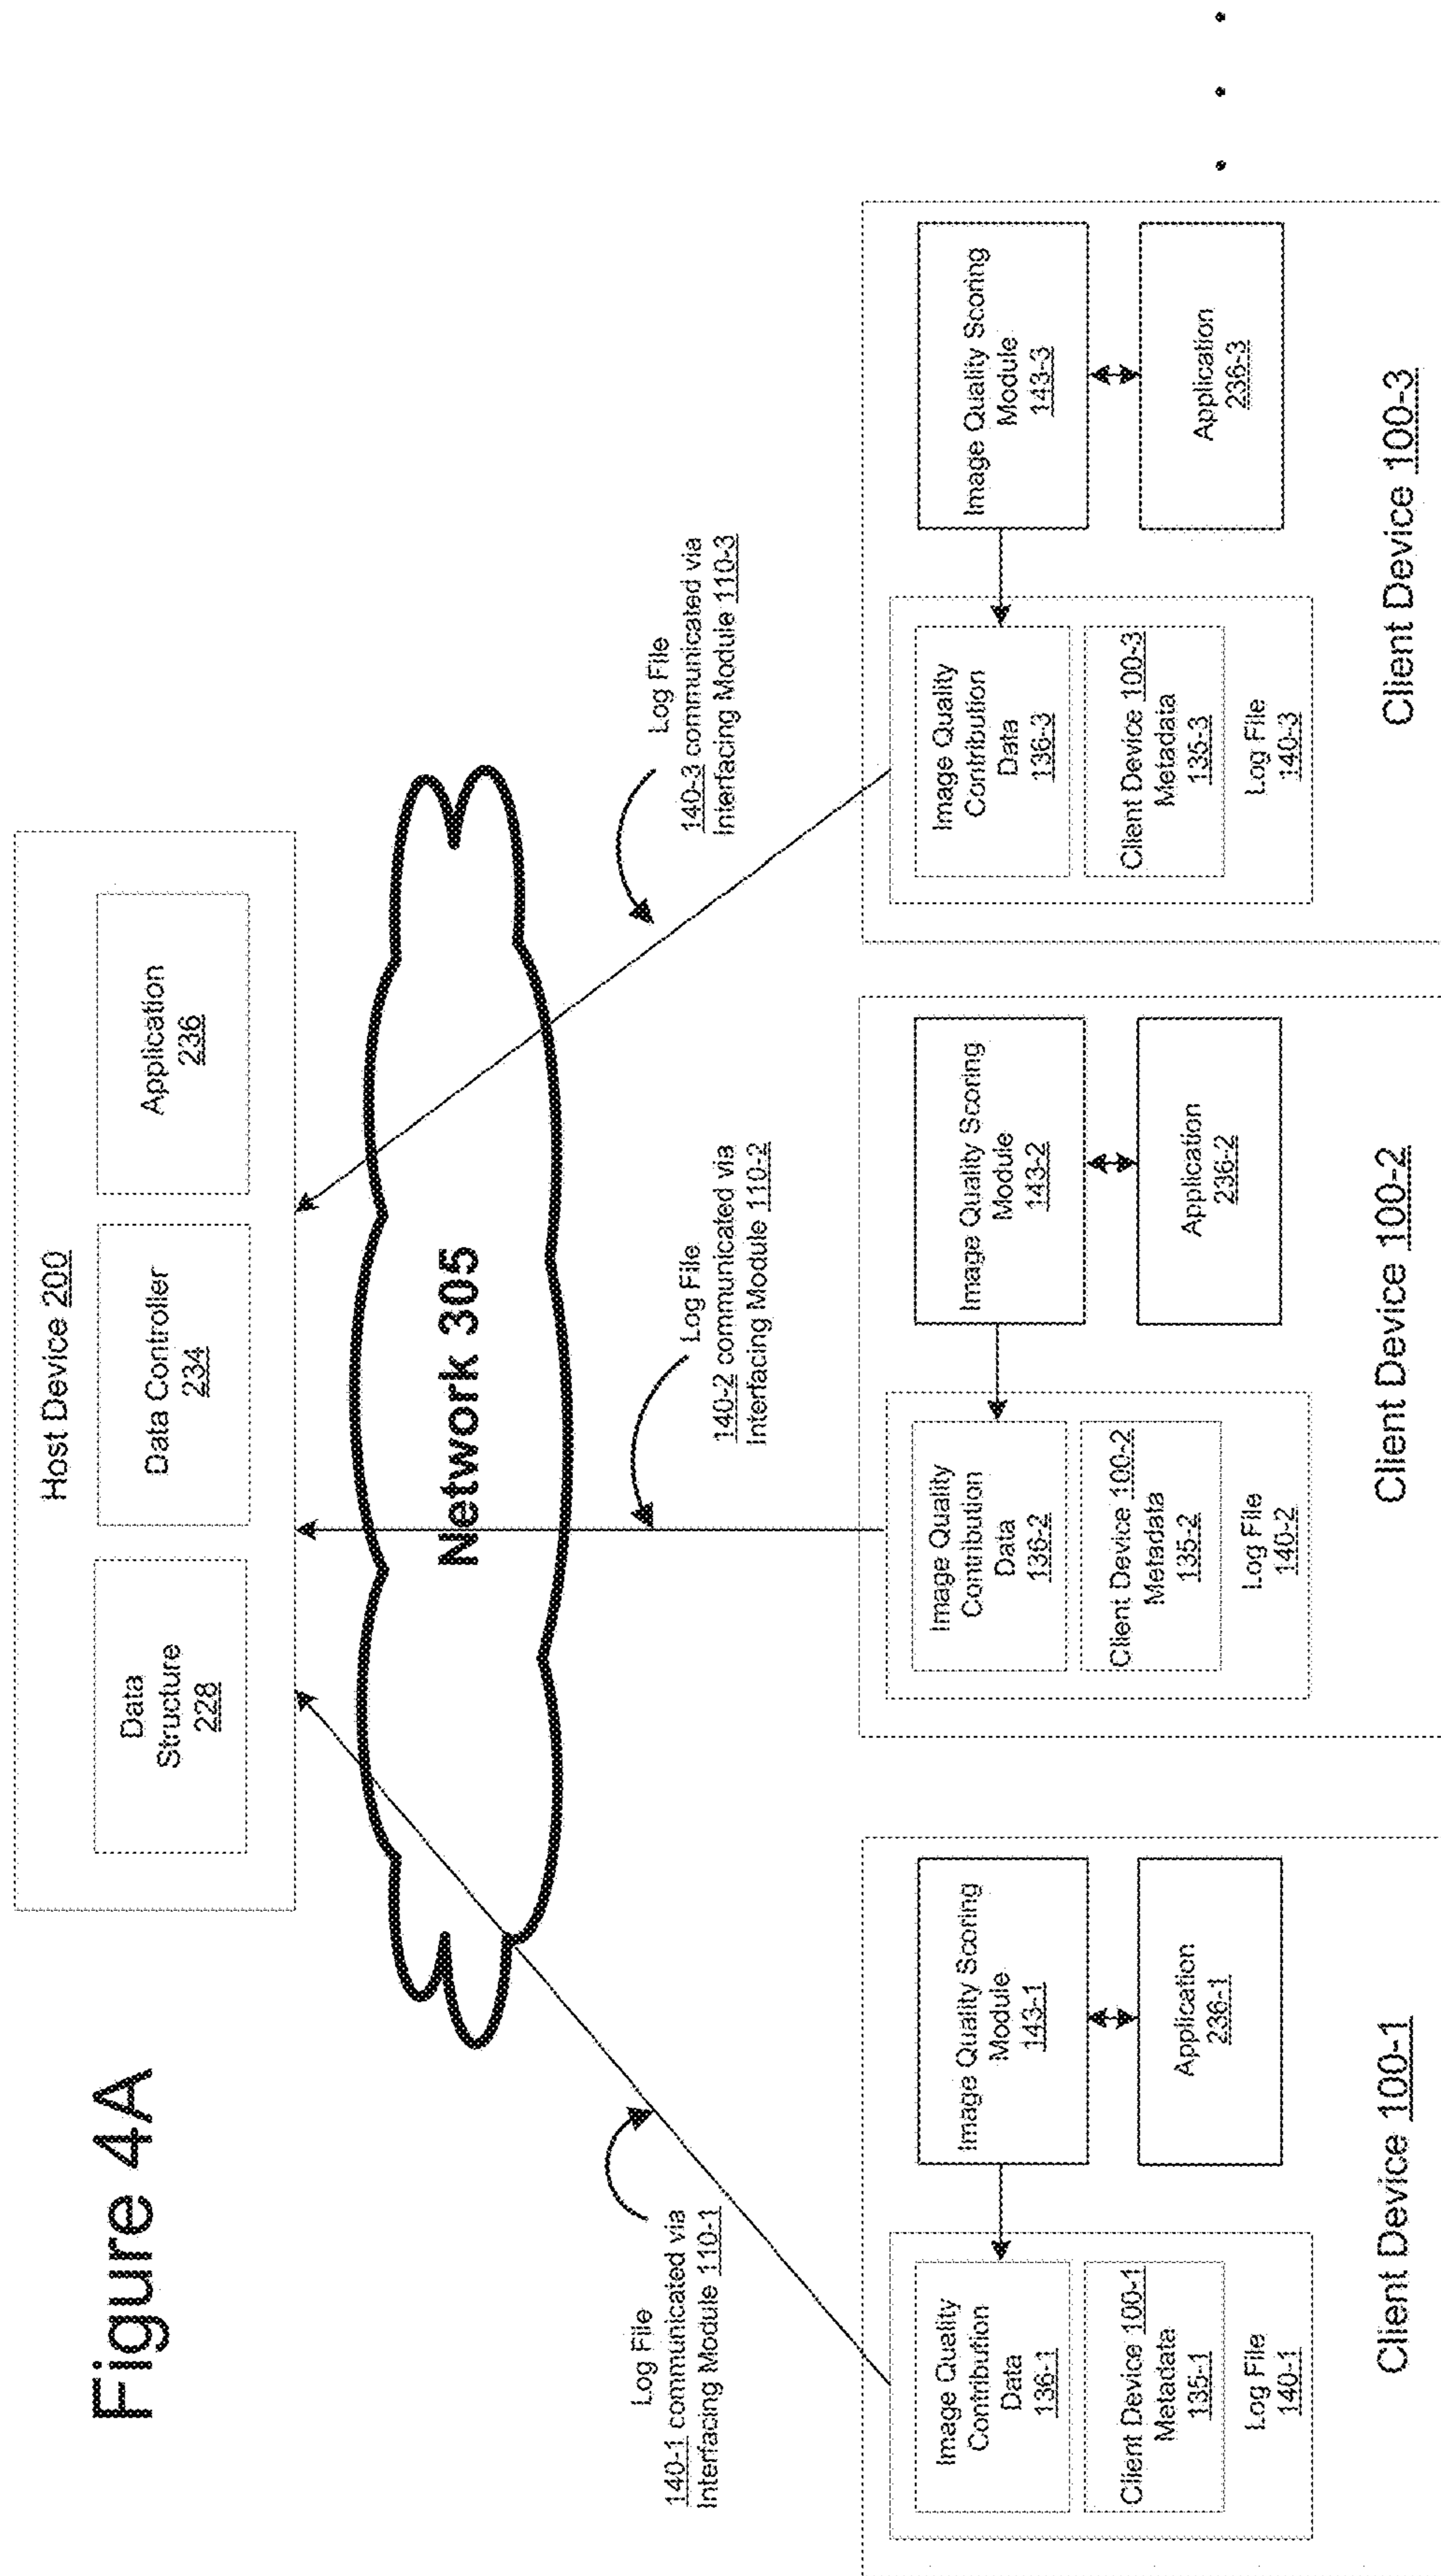 Figure 4A
Host Device 200
Data
Structure
228
Data Controller
234
Application
236
Network 305
Log File
140-1 communicated via
Interfacing Module 110-1
Log File
140-2 communicated via
Interfacing Module 110-2
Log File
140-3 communicated via
Interfacing Module 110-3
Image Quality
Contribution
Data
136-1
Client Device 100-1
Metadata
135-1
Log File
140-1
Image Quality Scoring
Module
143-1
Application
236-1
Client Device 100-1
Image Quality
Contribution
Data
136-2
Client Device 100-2
Metadata
135-2
Log File
140-2
Image Quality Scoring
Module
143-2
Application
236-2
Client Device 100-2
Image Quality
Contribution
Data
136-3
Client Device 100-3
Metadata
135-3
Log File
140-3
Image Quality Scoring
Module
143-3
Application
236-3
Client Device 100-3